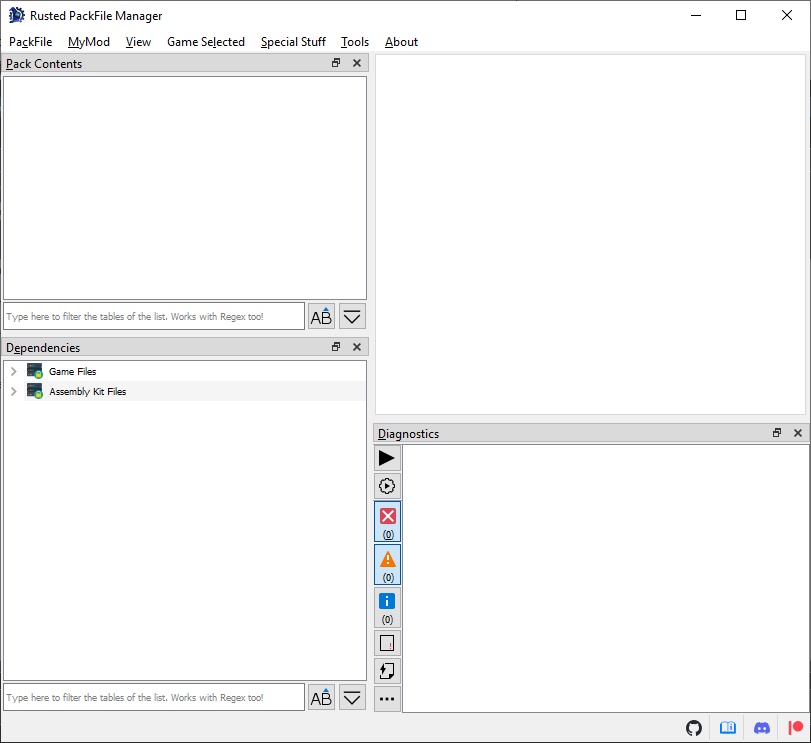 Rusted PackFile Manager
PackFile MyMod View Game Selected Special Stuff Tools About
Pack Contents
Type here to filter the tables of the list. Works with Regex too!
AB
Dependencies
Game Files
Assembly Kit Files
Type here to filter the tables of the list. Works with Regex too!
AB
Diagnostics
(0)
(0)
(0)